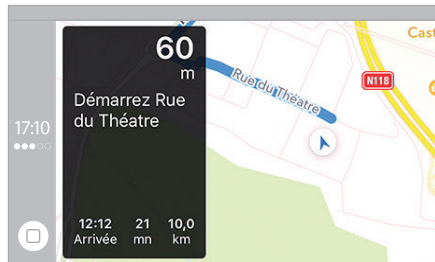 17:10
60
m
Démarrez Rue
du Théatre
12:12 21 10,0
Arrivée mn km
Rue du Théatre
N118
Cast